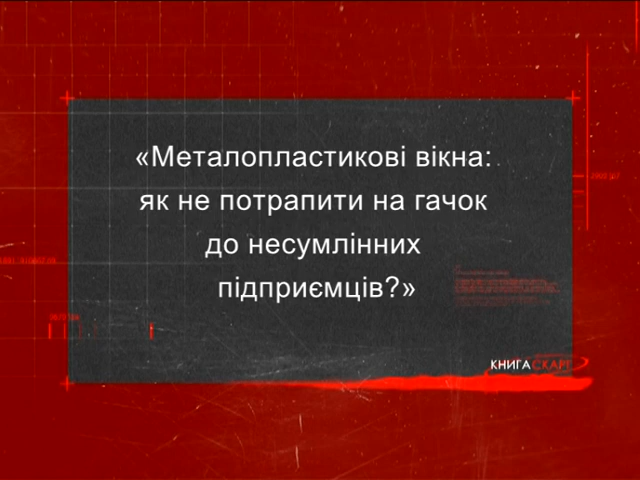 «Металопластикові вікна:
як не потрапити на гачок
до несумлінних
підприємців?»
КНИГА СКАРГ